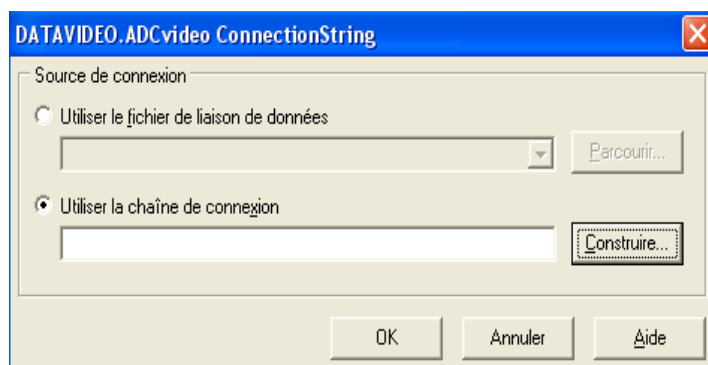 DATAVIDEO.ADCvideo ConnectionString
Source de connexion
Utiliser le fichier de liaison de données
Parcourir...
Utiliser la chaîne de connexion
Construire...
OK
Annuler
Aide